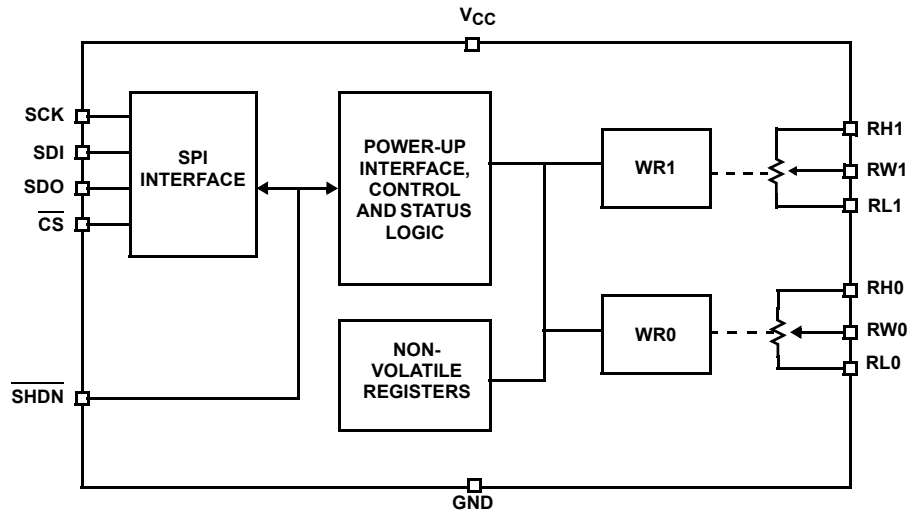 VCC
SCK
SDI
SDO
CS
SHDN
SPI
INTERFACE
POWER-UP
INTERFACE,
CONTROL
AND STATUS
LOGIC
NON-
VOLATILE
REGISTERS
WR1
WR0
RH1
RW1
RL1
RH0
RW0
RL0
GND